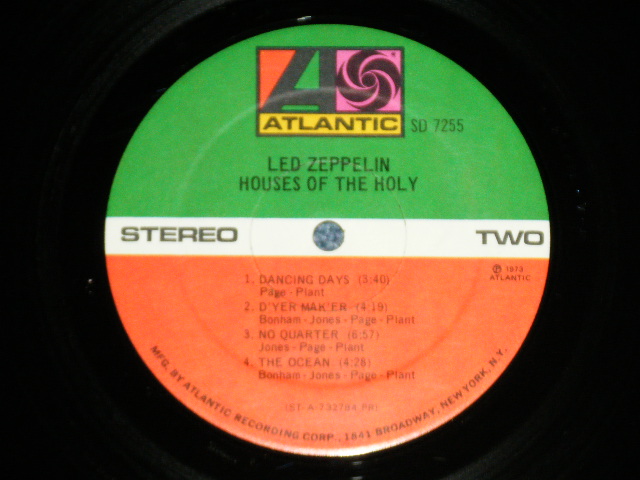 ATLANTIC
SD 7255
LED ZEPPELIN
HOUSES OF THE HOLY
STEREO TWO
℗ 1973
ATLANTIC
1. DANCING DAYS (3:40)
Page - Plant
2. D'YER MAK'ER (4:19)
Bonham - Jones - Page - Plant
3. NO QUARTER (6:57)
Jones - Page - Plant
4. THE OCEAN (4:28)
Bonham - Jones - Page - Plant
(ST-A-732784 PR)
MFG. BY ATLANTIC RECORDING CORP., 1841 BROADWAY, NEW YORK, N.Y.